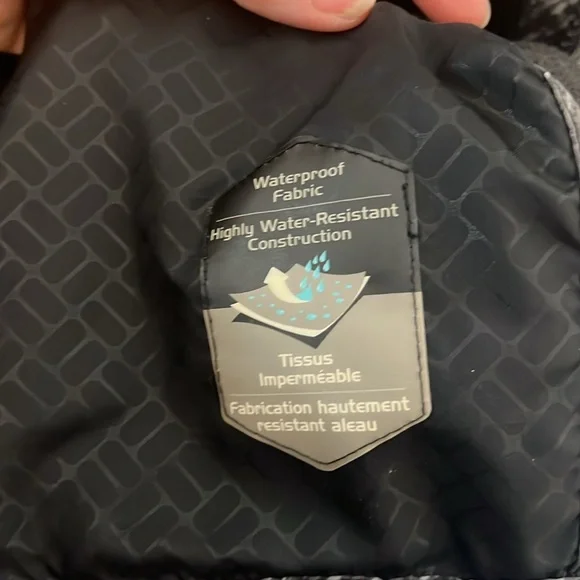 Waterproof
Fabric
Highly Water-Resistant
Construction
Tissus
Imperméable
Fabrication hautement
resistant aleau